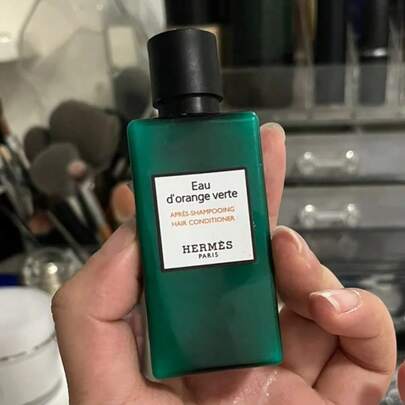 Eau
d'orange verte
APRÈS-SHAMPOOING
HAIR CONDITIONER
HERMÈS
PARIS